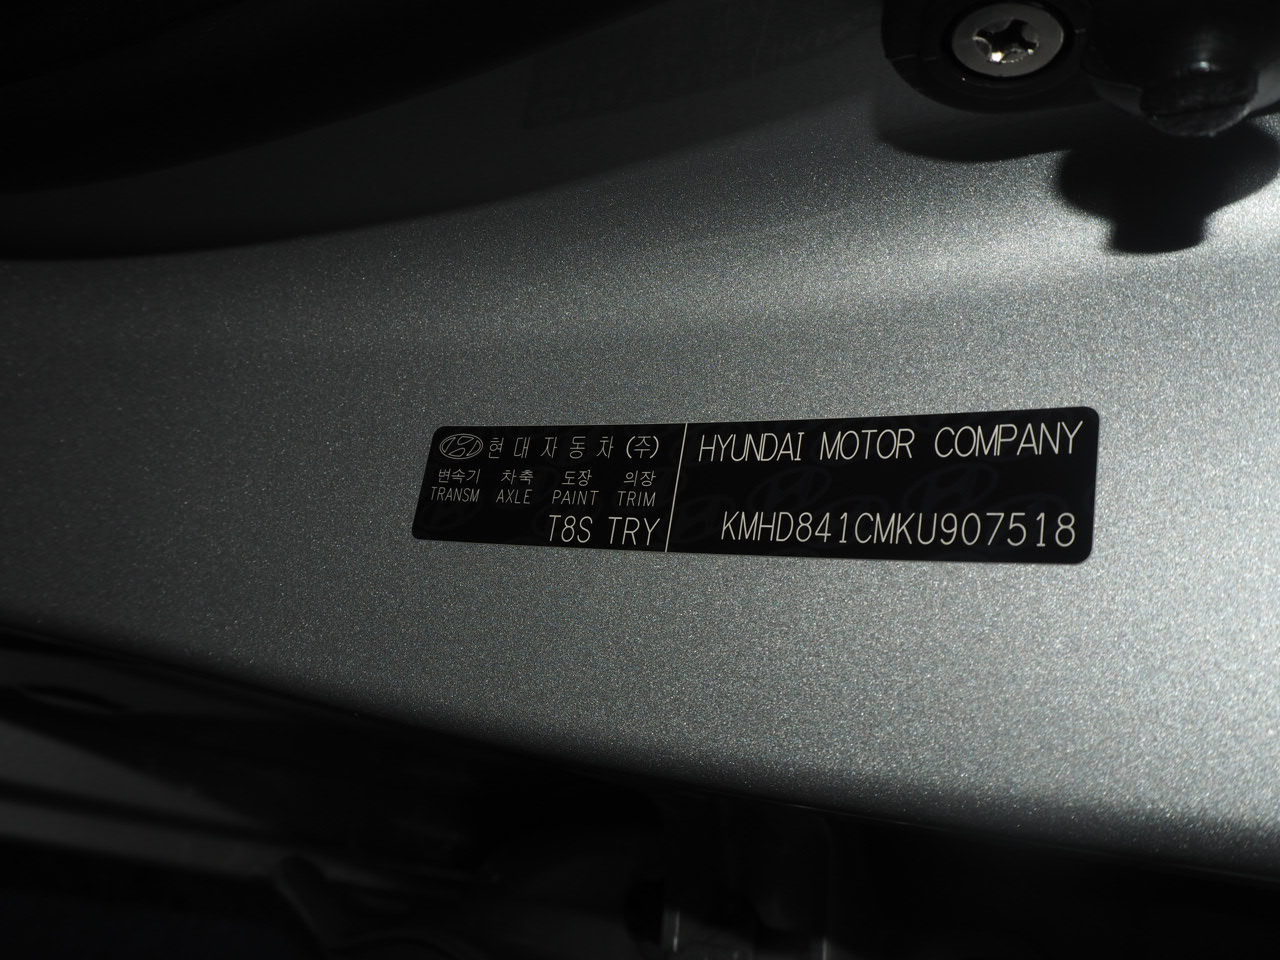 현대자동차(주)
변속기 차축 도장 의장
TRANSM AXLE PAINT TRIM
T8S TRY
HYUNDAI MOTOR COMPANY
KMHD841CMKU907518